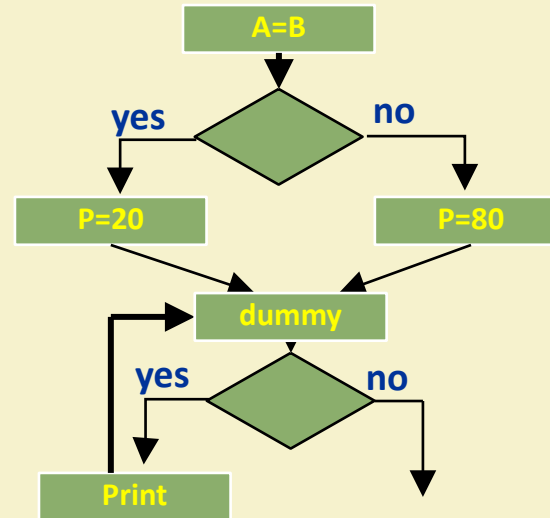 A=B
yes
no
P=20
P=80
dummy
yes
no
Print